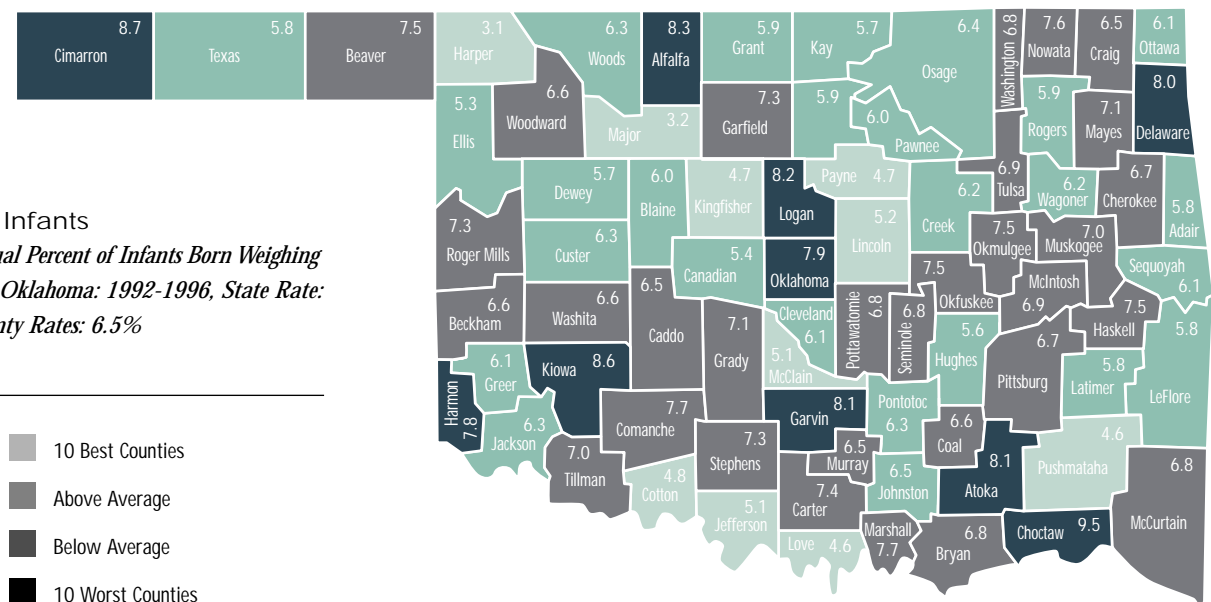 8.7
Cimarron
5.8
Texas
7.5
Beaver
3.1
Harper
6.3
Woods
8.3
Alfalfa
5.9
Grant
5.7
Kay
6.4
Osage
Washington 6.8
7.6
Nowata
6.5
Craig
6.1
Ottawa
5.3
Ellis
6.6
Woodward
3.2
Major
7.3
Garfield
5.9
6.0
Pawnee
5.9
Rogers
7.1
Mayes
8.0
Delaware
5.7
Dewey
6.0
Blaine
4.7
Kingfisher
8.2
Logan
Payne 4.7
5.2
Lincoln
6.2
Creek
6.9
Tulsa
6.2
Wagoner
6.7
Cherokee
5.8
Adair
7.3
Roger Mills
6.3
Custer
5.4
Canadian
7.9
Oklahoma
7.5
Okfuskee
7.5
Okmulgee
7.0
Muskogee
McIntosh
6.9
Sequoyah
6.1
6.6
Beckham
6.6
Washita
6.5
Caddo
7.1
Grady
Cleveland
6.1
5.1
McClain
Pottawatomie 6.8
Seminole 6.8
5.6
Hughes
6.7
Pittsburg
7.5
Haskell
5.8
Latimer
5.8
LeFlore
Harmon 7.8
6.1
Greer
8.6
Kiowa
6.3
Jackson
7.0
Tillman
7.7
Comanche
4.8
Cotton
7.3
Stephens
5.1
Jefferson
8.1
Garvin
6.5
Murray
7.4
Carter
Love 4.6
Pontotoc
6.3
6.6
Coal
6.5
Johnston
8.1
Atoka
4.6
Pushmataha
6.8
McCurtain
Marshall
7.7
6.8
Bryan
9.5
Choctaw
Infants
al Percent of Infants Born Weighing
Oklahoma: 1992-1996, State Rate:
nty Rates: 6.5%
10 Best Counties
Above Average
Below Average
10 Worst Counties